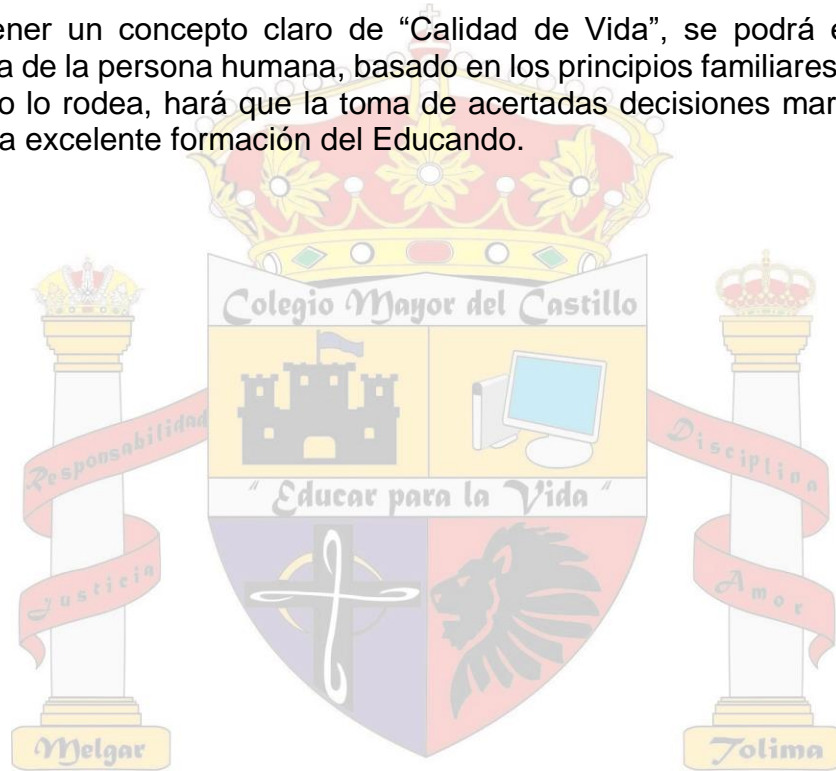 ener un concepto claro de “Calidad de Vida”, se podrá e
a de la persona humana, basado en los principios familiares
o lo rodea, hará que la toma de acertadas decisiones mar
a excelente formación del Educando.
Colegio Mayor del Castillo
Responsabilidad
Disciplina
" Educar para la Vida "
Justicia
Amor
Melgar
Tolima